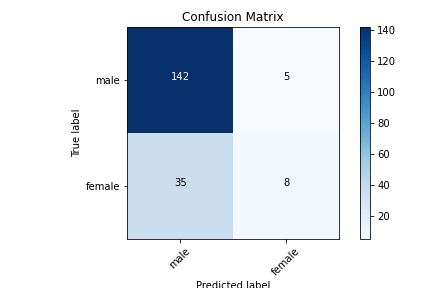 Confusion Matrix
140
male 142 5
120
100
True label
80
60
female 35 8
40
20
male female
Predicted label